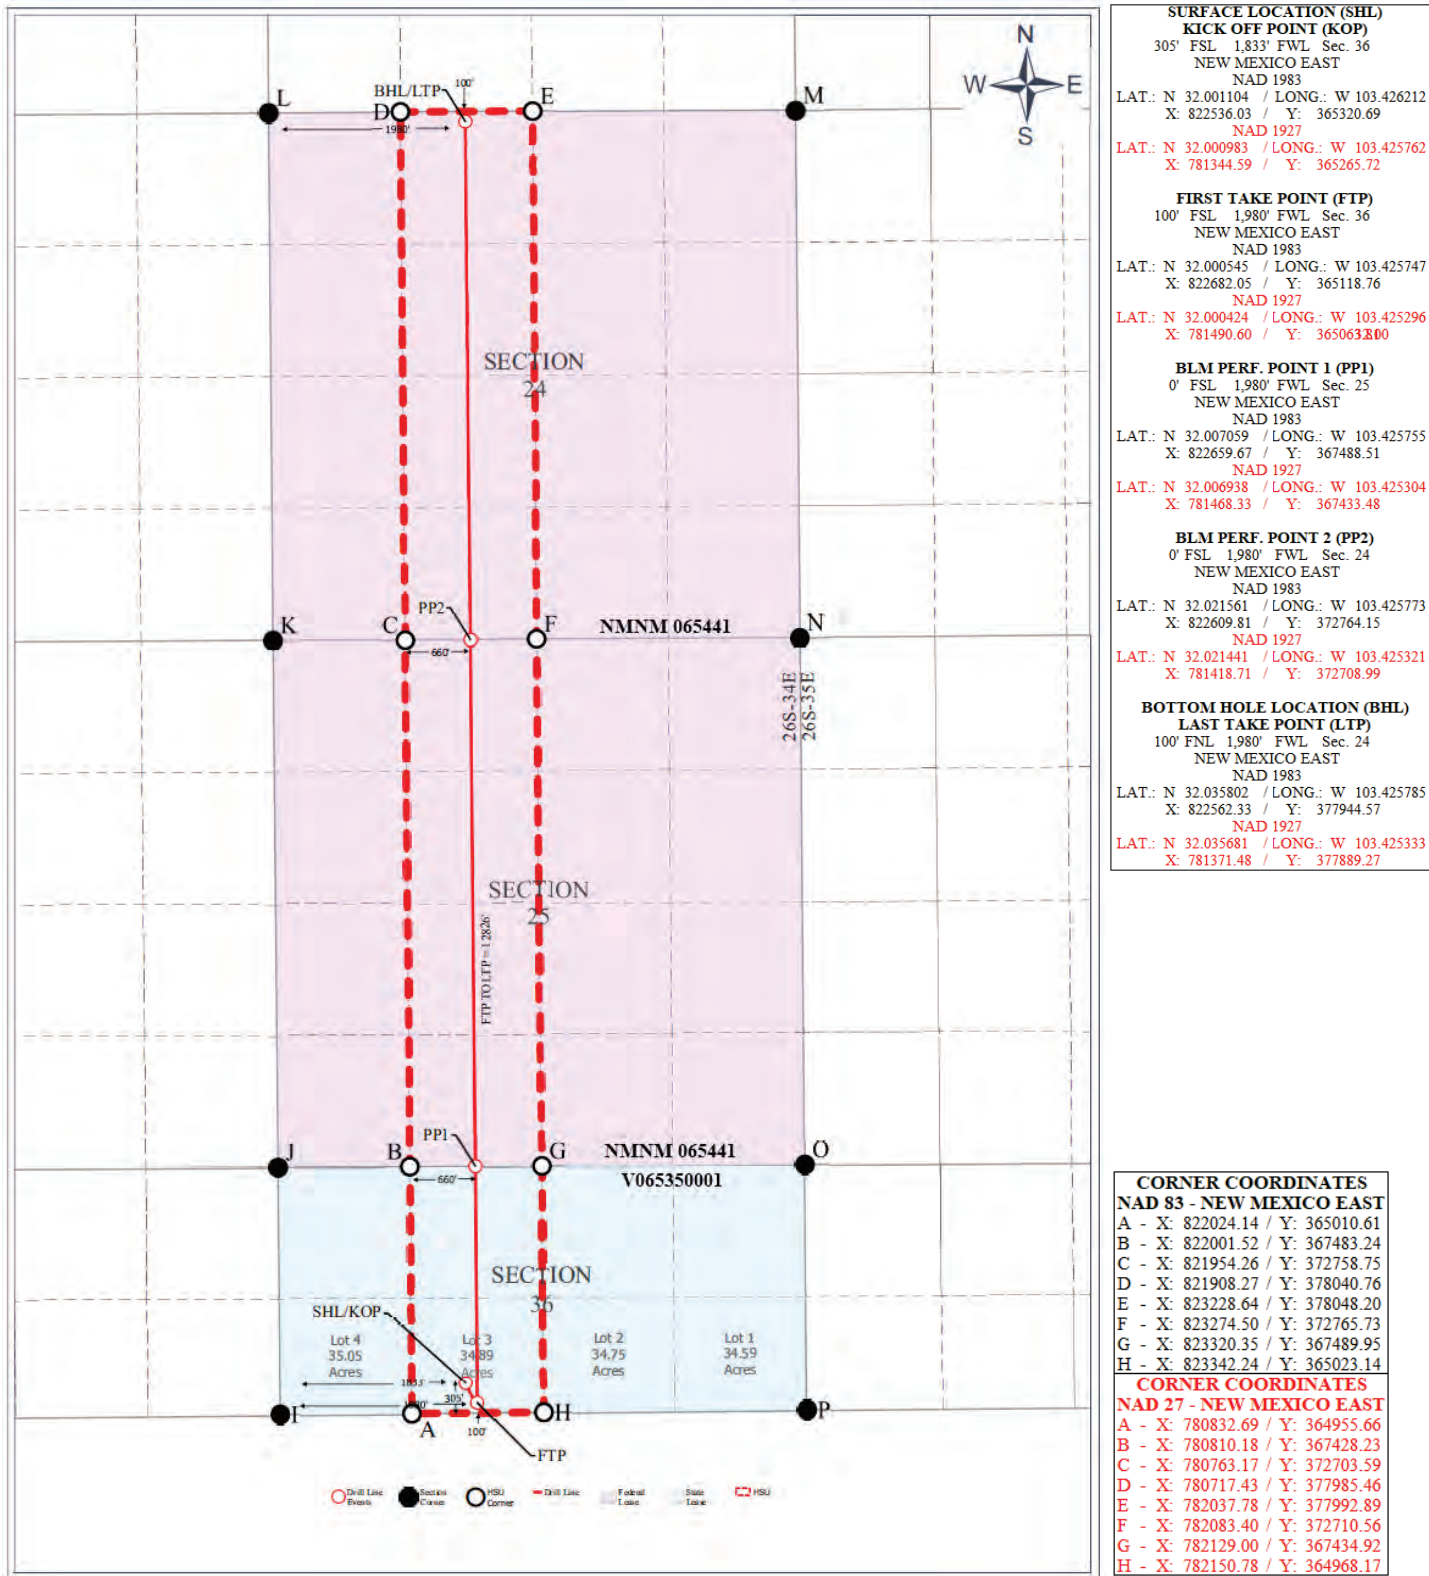 N
W E
S
L
BHL/LTP
100'
D
E
M
1980'
SECTION
24
K
C
PP2
F
NMNM 065441
N
660'
26S-34E
26S-35E
SECTION
25
FTP TO LTP = 12826'
J
B
PP1
G
NMNM 065441
O
660'
V065350001
SECTION
36
SHL/KOP
Lot 4
35.05
Acres
Lot 3
34.89
Acres
Lot 2
34.75
Acres
Lot 1
34.59
Acres
305'
I
A
100'
H
P
FTP
Drill Line
Events
Section
Corner
HSU
Corner
Drill Line
Federal
Lease
State
Lease
HSU
SURFACE LOCATION (SHL)
KICK OFF POINT (KOP)
305' FSL 1,833' FWL Sec. 36
NEW MEXICO EAST
NAD 1983
LAT.: N 32.001104 / LONG.: W 103.426212
X: 822536.03 / Y: 365320.69
NAD 1927
LAT.: N 32.000983 / LONG.: W 103.425762
X: 781344.59 / Y: 365265.72
FIRST TAKE POINT (FTP)
100' FSL 1,980' FWL Sec. 36
NEW MEXICO EAST
NAD 1983
LAT.: N 32.000545 / LONG.: W 103.425747
X: 822682.05 / Y: 365118.76
NAD 1927
LAT.: N 32.000424 / LONG.: W 103.425296
X: 781490.60 / Y:
BLM PERF. POINT 1 (PP1)
0' FSL 1,980' FWL Sec. 25
NEW MEXICO EAST
NAD 1983
LAT.: N 32.007059 / LONG.: W 103.425755
X: 822659.67 / Y: 367488.51
NAD 1927
LAT.: N 32.006938 / LONG.: W 103.425304
X: 781468.33 / Y: 367433.48
BLM PERF. POINT 2 (PP2)
0' FSL 1,980' FWL Sec. 24
NEW MEXICO EAST
NAD 1983
LAT.: N 32.021561 / LONG.: W 103.425773
X: 822609.81 / Y: 372764.15
NAD 1927
LAT.: N 32.021441 / LONG.: W 103.425321
X: 781418.71 / Y: 372708.99
BOTTOM HOLE LOCATION (BHL)
LAST TAKE POINT (LTP)
100' FNL 1,980' FWL Sec. 24
NEW MEXICO EAST
NAD 1983
LAT.: N 32.035802 / LONG.: W 103.425785
X: 822562.33 / Y: 377944.57
NAD 1927
LAT.: N 32.035681 / LONG.: W 103.425333
X: 781371.48 / Y: 377889.27
CORNER COORDINATES
NAD 83 - NEW MEXICO EAST
A - X: 822024.14 / Y: 365010.61
B - X: 822001.52 / Y: 367483.24
C - X: 821954.26 / Y: 372758.75
D - X: 821908.27 / Y: 378040.76
E - X: 823228.64 / Y: 378048.20
F - X: 823274.50 / Y: 372765.73
G - X: 823320.35 / Y: 367489.95
H - X: 823342.24 / Y: 365023.14
CORNER COORDINATES
NAD 27 - NEW MEXICO EAST
A - X: 780832.69 / Y: 364955.66
B - X: 780810.18 / Y: 367428.23
C - X: 780763.17 / Y: 372703.59
D - X: 780717.43 / Y: 377985.46
E - X: 782037.78 / Y: 377992.89
F - X: 782083.40 / Y: 372710.56
G - X: 782129.00 / Y: 367434.92
H - X: 782150.78 / Y: 364968.17